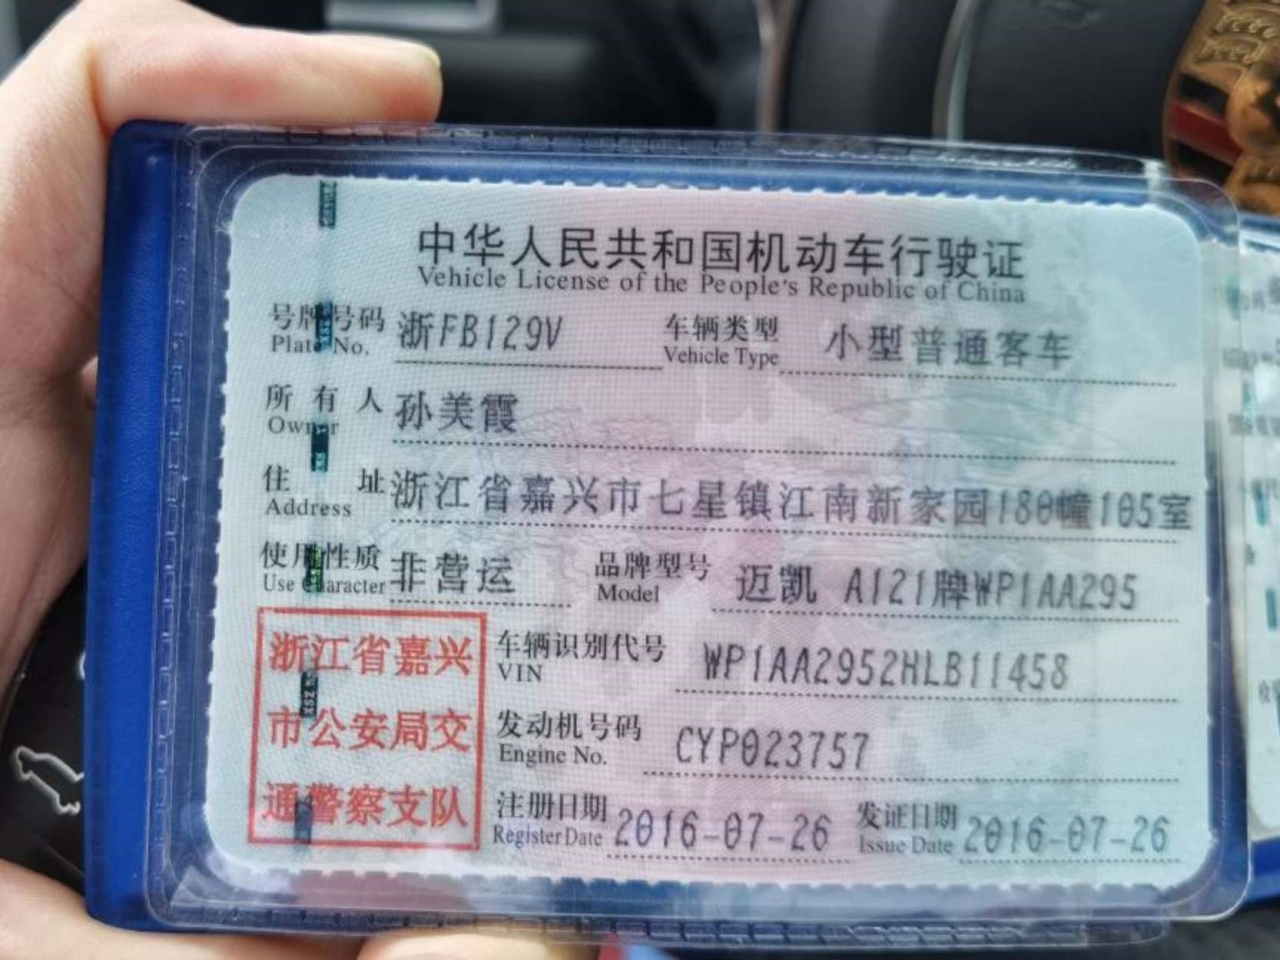 中华人民共和国机动车行驶证
Vehicle License of the People's Republic of China
号牌号码 浙FB129V 车辆类型 小型普通客车
Plate No. Vehicle Type
所有人 孙美霞
Owner
住址 浙江省嘉兴市七星镇江南新家园180幢105室
Address
使用性质 非营运 品牌型号 迈凯 A121牌WP1AA295
Use Character Model
浙江省嘉兴
市公安局交
通警察支队
车辆识别代号 WP1AA2952HLB11458
VIN
发动机号码 CYP023757
Engine No.
注册日期 2016-07-26 发证日期 2016-07-26
Register Date Issue Date